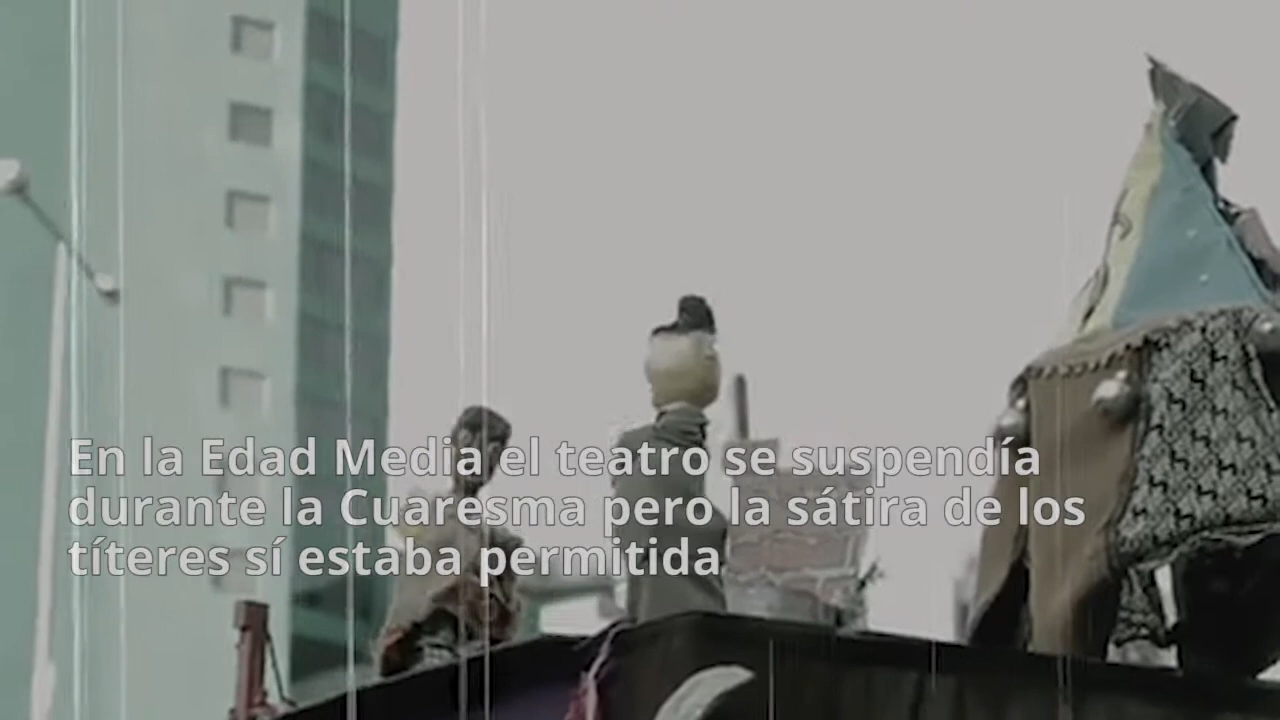 En la Edad Media el teatro se suspendía
durante la Cuaresma pero la sátira de los
títeres sí estaba permitida